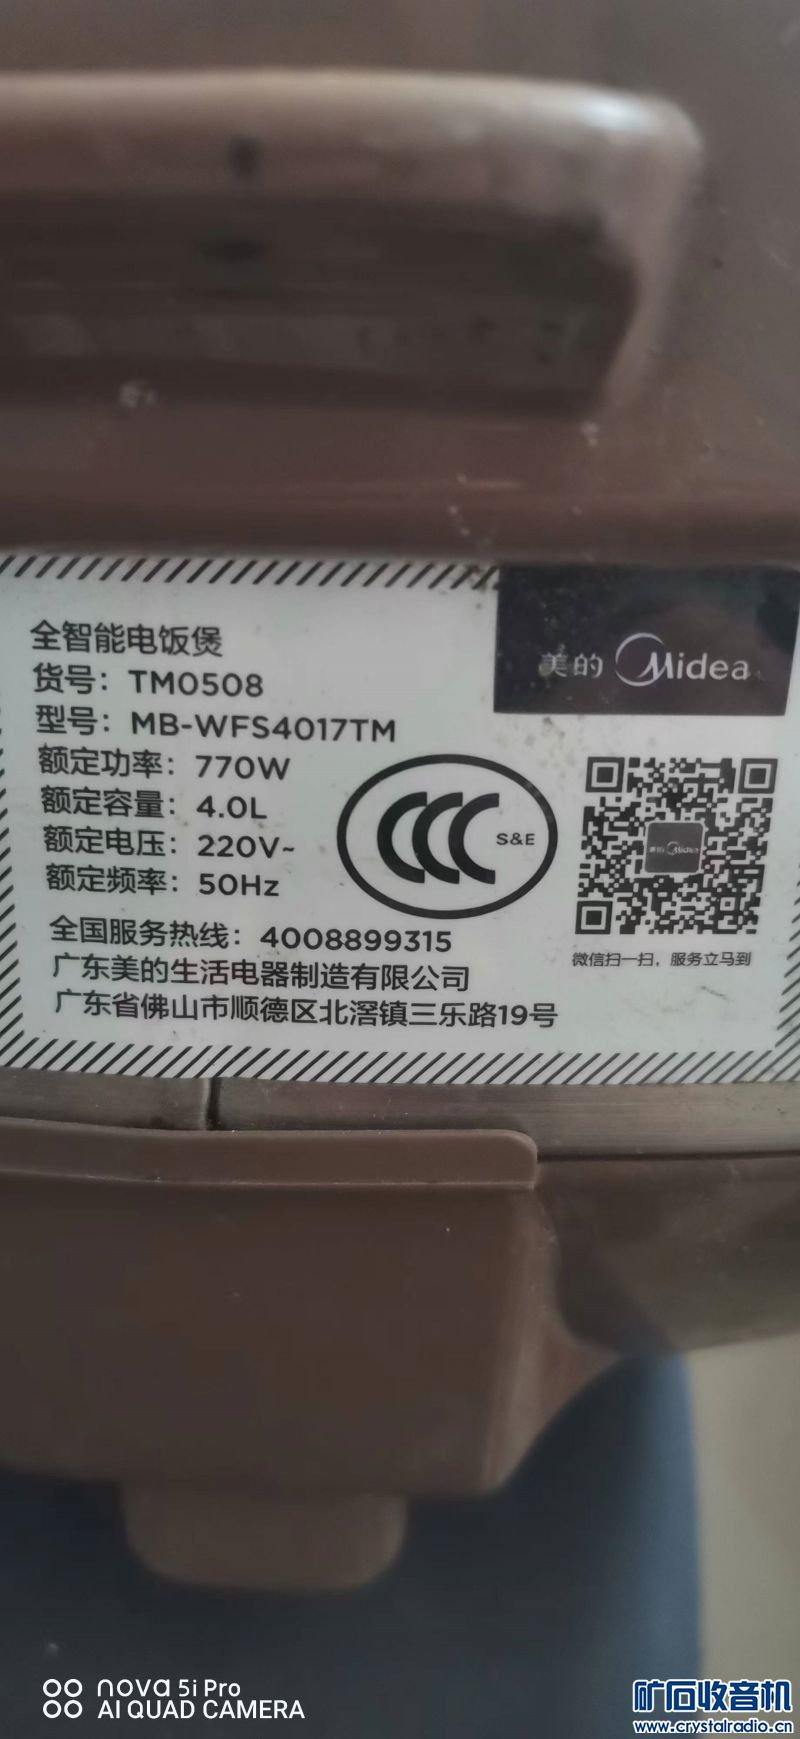 全智能电饭煲
货号：TM0508
型号：MB-WFS4017TM
额定功率：770W
额定容量：4.0L
额定电压：220V~
额定频率：50Hz
全国服务热线：4008899315
广东美的生活电器制造有限公司
广东省佛山市顺德区北滘镇三乐路19号
美的 Midea
CCC S&E
美的 Midea
微信扫一扫，服务立马到
nova 5i Pro
AI QUAD CAMERA
矿石收音机
www.crystalradio.cn